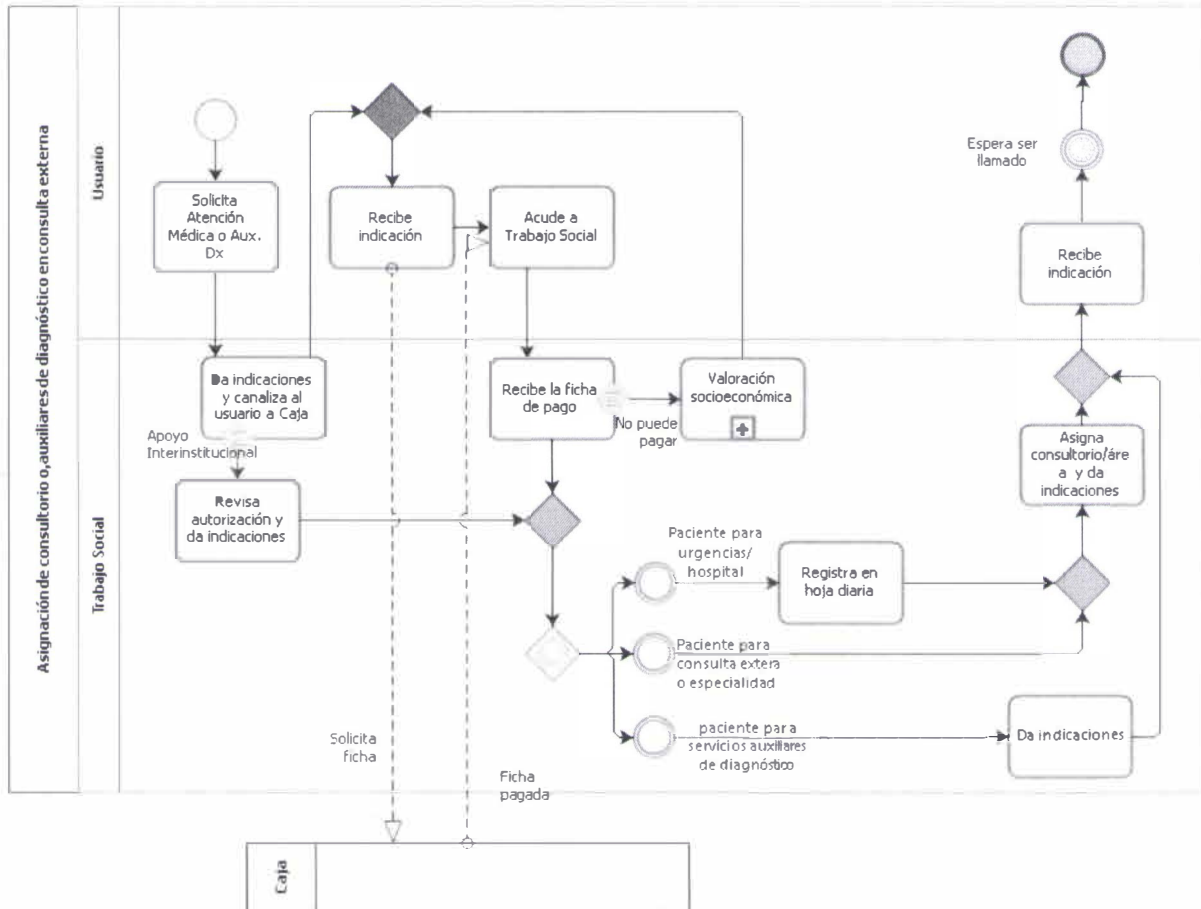 Asignación de consultorio o,auxiliares de diagnóstico en consulta externa
Usuario
Solicita
Atención
Médica o Aux.
Dx
Recibe
indicación
Acude a
Trabajo Social
Espera ser
llamado
Recibe
indicación
Trabajo Social
Da indicaciones
y canaliza al
usuario a Caja
Apoyo
Interinstitucional
Revisa
autorización y
da indicaciones
Recibe la ficha
de pago
No puede
pagar
Valoración
socioeconómica
Asigna
consultorio/áre
a y da
indicaciones
Paciente para
urgencias/
hospital
Registra en
hoja diaria
Paciente para
consulta extera
o especialidad
paciente para
servicios auxiliares
de diagnóstico
Da indicaciones
Solicita
ficha
Ficha
pagada
Caja